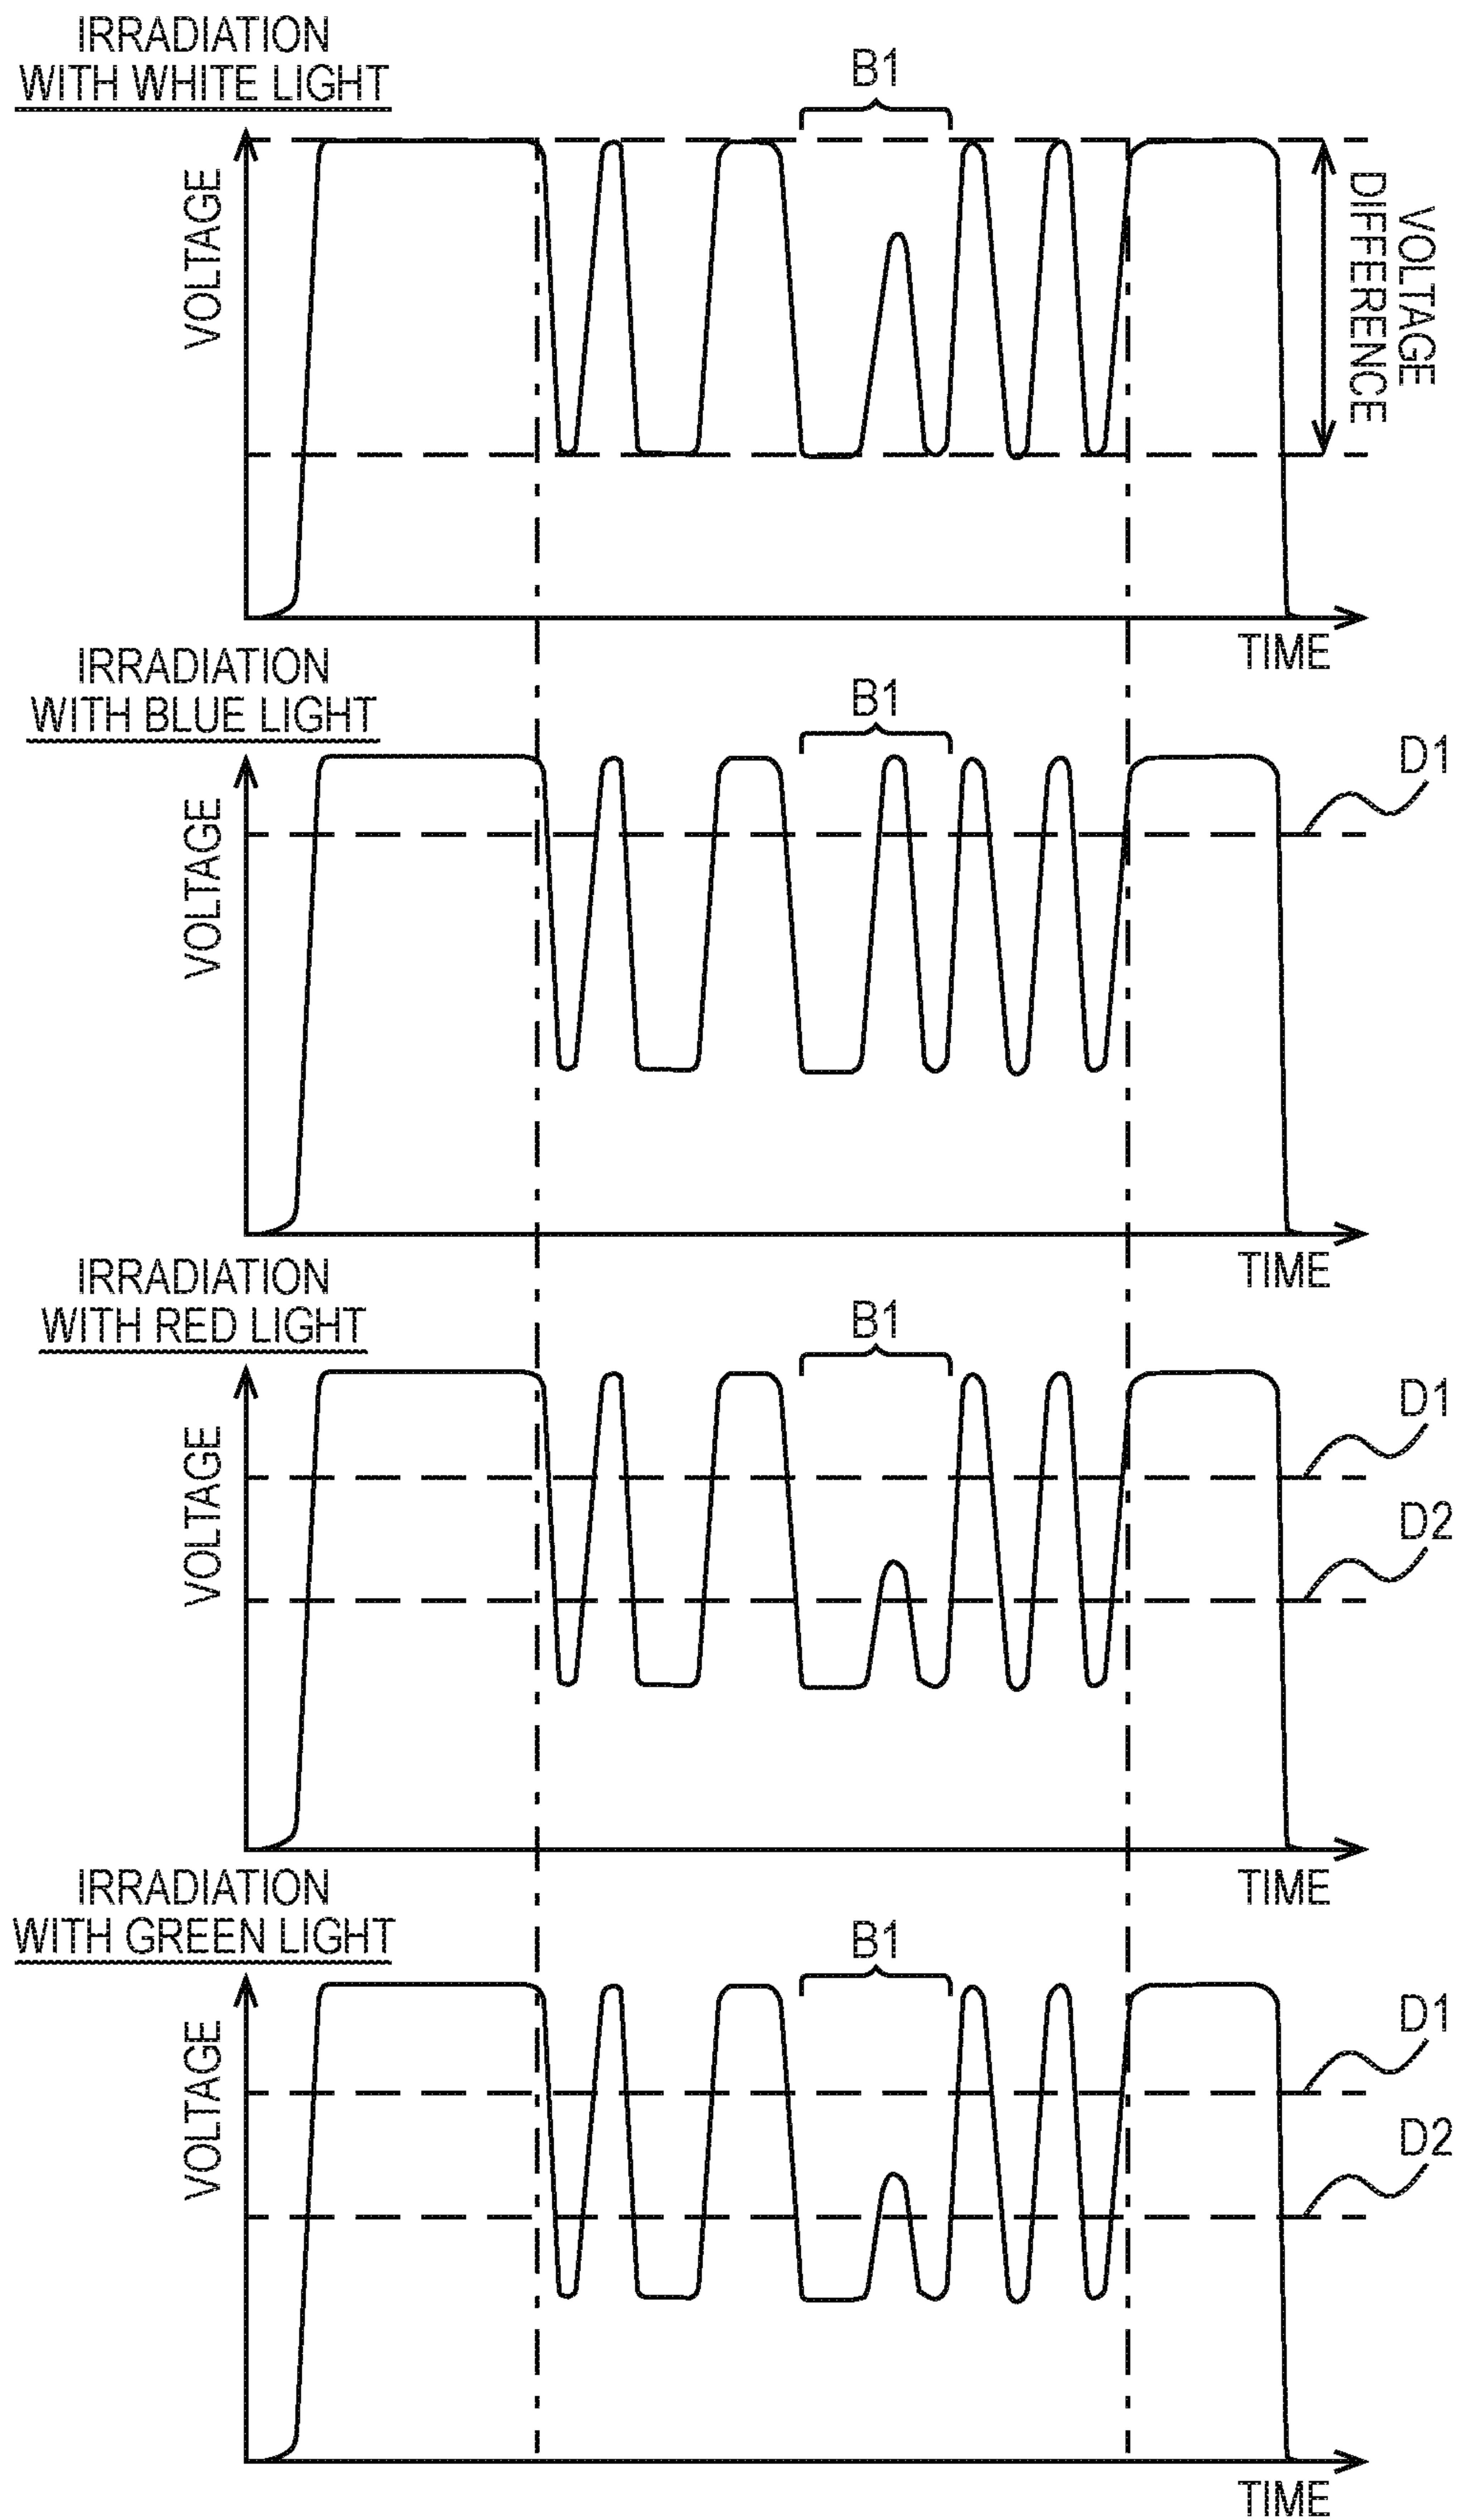 IRRADIATION
WITH WHITE LIGHT
B1
VOLTAGE
VOLTAGE
DIFFERENCE
TIME
IRRADIATION
WITH BLUE LIGHT
B1
D1
VOLTAGE
TIME
IRRADIATION
WITH RED LIGHT
B1
D1
VOLTAGE
D2
TIME
IRRADIATION
WITH GREEN LIGHT
B1
D1
VOLTAGE
D2
TIME